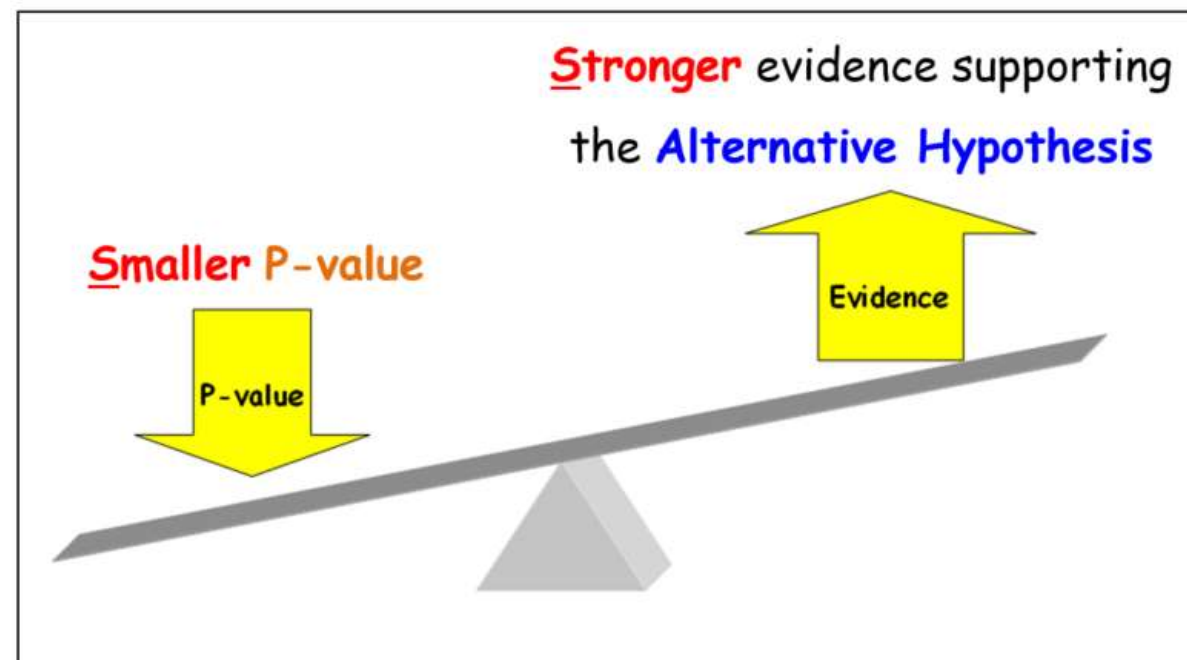 Stronger evidence supporting
the Alternative Hypothesis
Smaller P-value
Evidence
P-value